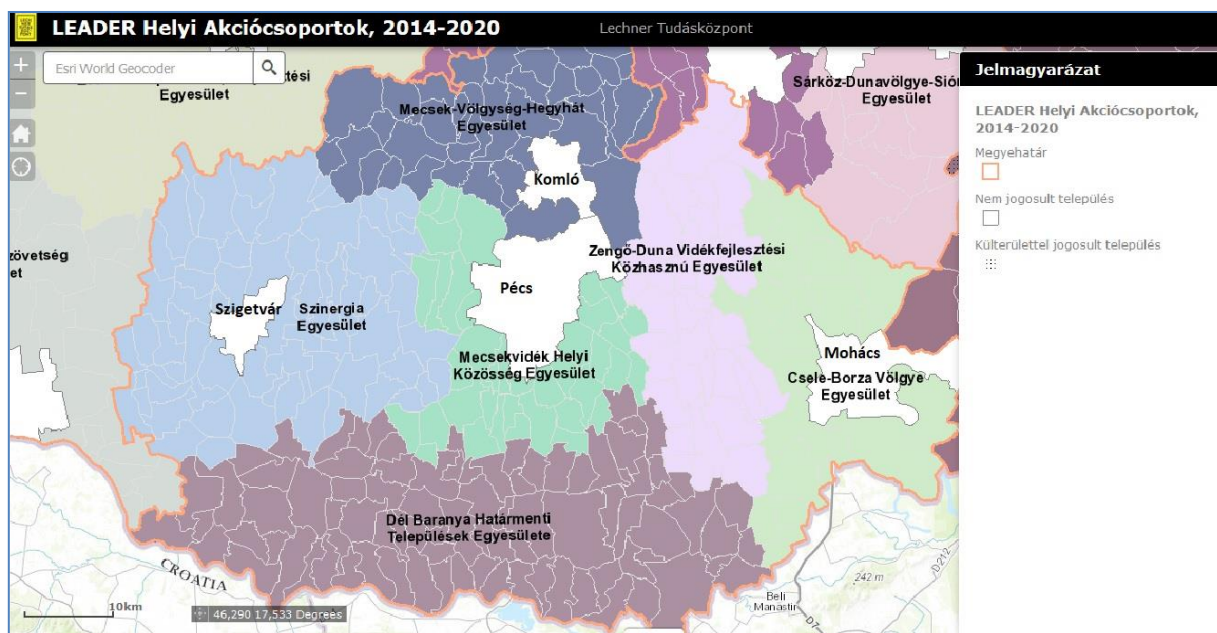 LEADER Helyi Akciócsoportok, 2014-2020
Lechner Tudásközpont
+
Esri World Geocoder
−
Egyesület
Mecsek-Völgység-Hegyhát
Egyesület
Sárköz-Dunavölgye-Sió
Egyesület
Komló
Zengő-Duna Vidékfejlesztési
Közhasznú Egyesület
Pécs
Szigetvár
Szinergia
Egyesület
Mecsekvidék Helyi
Közösség Egyesület
Mohács
Csele-Borza Völgye
Egyesület
Dél Baranya Határmenti
Települések Egyesülete
CROATIA
10km
46,290 17,533 Degrees
Beli
Manastir
242 m
D212
D7
Jelmagyarázat
LEADER Helyi Akciócsoportok,
2014-2020
Megyehatár
Nem jogosult település
Külterülettel jogosult település